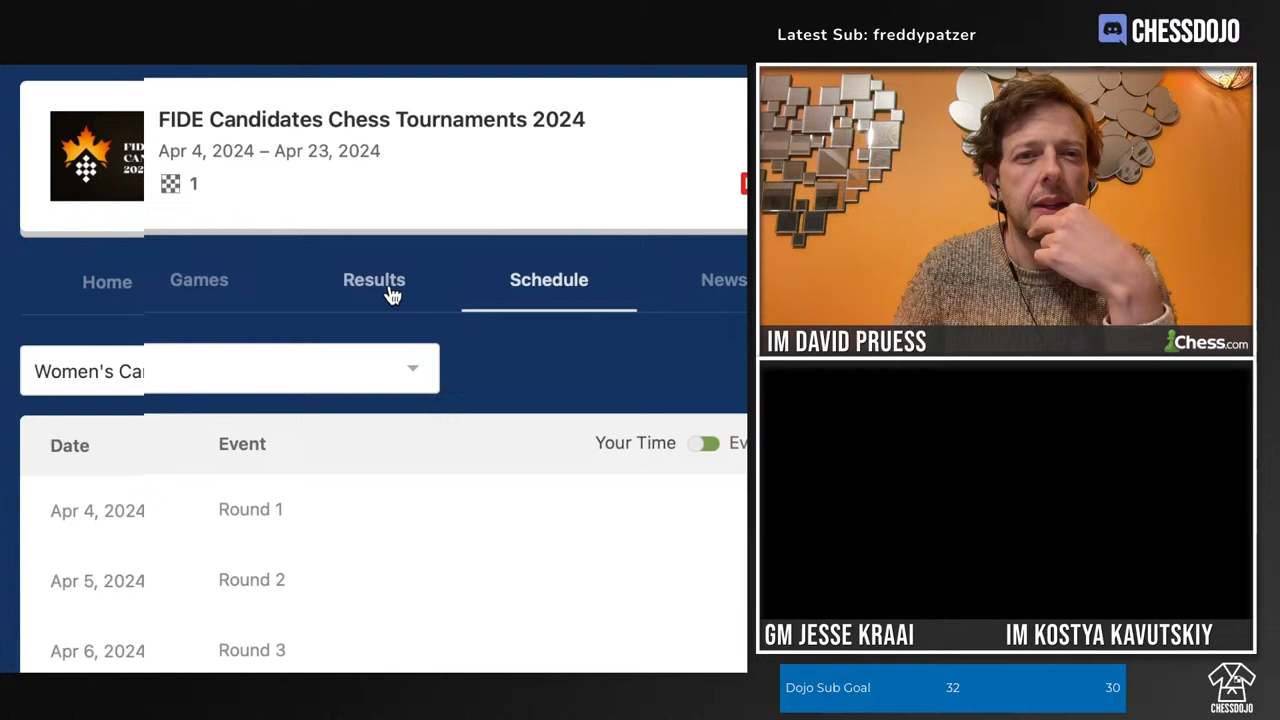 Latest Sub: freddypatzer
CHESSDOJO
FIDE Candidates Chess Tournaments 2024
Apr 4, 2024 – Apr 23, 2024
1
Home
Games
Results
Schedule
News
Women's Ca
Date
Event
Your Time
Ev
Apr 4, 2024
Round 1
Apr 5, 2024
Round 2
Apr 6, 2024
Round 3
IM DAVID PRUESS
Chess.com
GM JESSE KRAAI
IM KOSTYA KAVUTSKIY
Dojo Sub Goal 32 30
CHESSDOJO